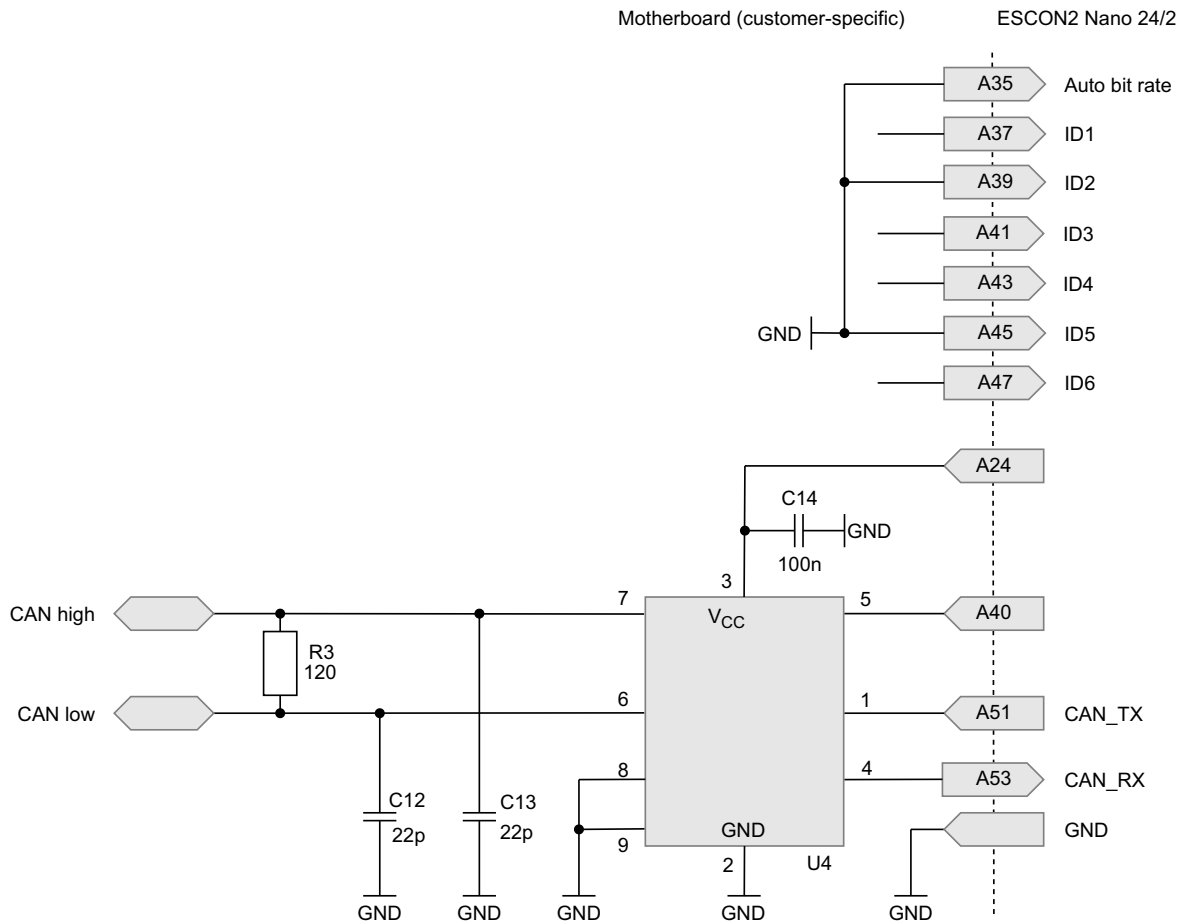 Motherboard (customer-specific)
ESCON2 Nano 24/2
A35 Auto bit rate
A37 ID1
A39 ID2
A41 ID3
A43 ID4
GND A45 ID5
A47 ID6
A24
C14
GND
100n
3
CAN high 7 5 A40
VCC
R3
120
CAN low 6 1 A51 CAN_TX
8 4 A53 CAN_RX
C12 C13
22p 22p
GND GND
9 2 U4
GND GND GND GND GND